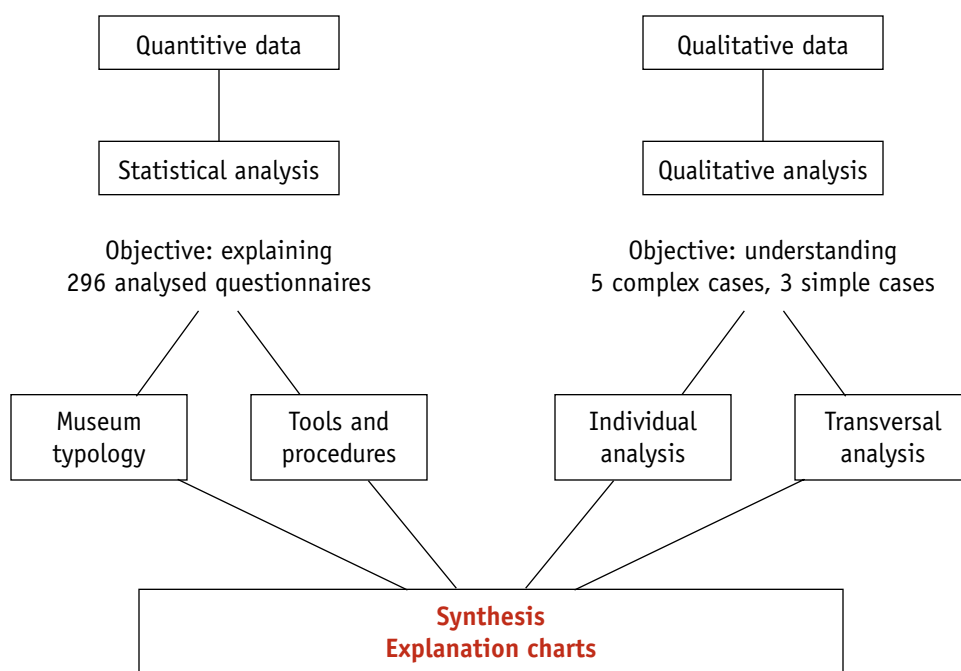 Quantitive data
Qualitative data
Statistical analysis
Qualitative analysis
Objective: explaining
296 analysed questionnaires
Objective: understanding
5 complex cases, 3 simple cases
Museum
typology
Tools and
procedures
Individual
analysis
Transversal
analysis
Synthesis
Explanation charts